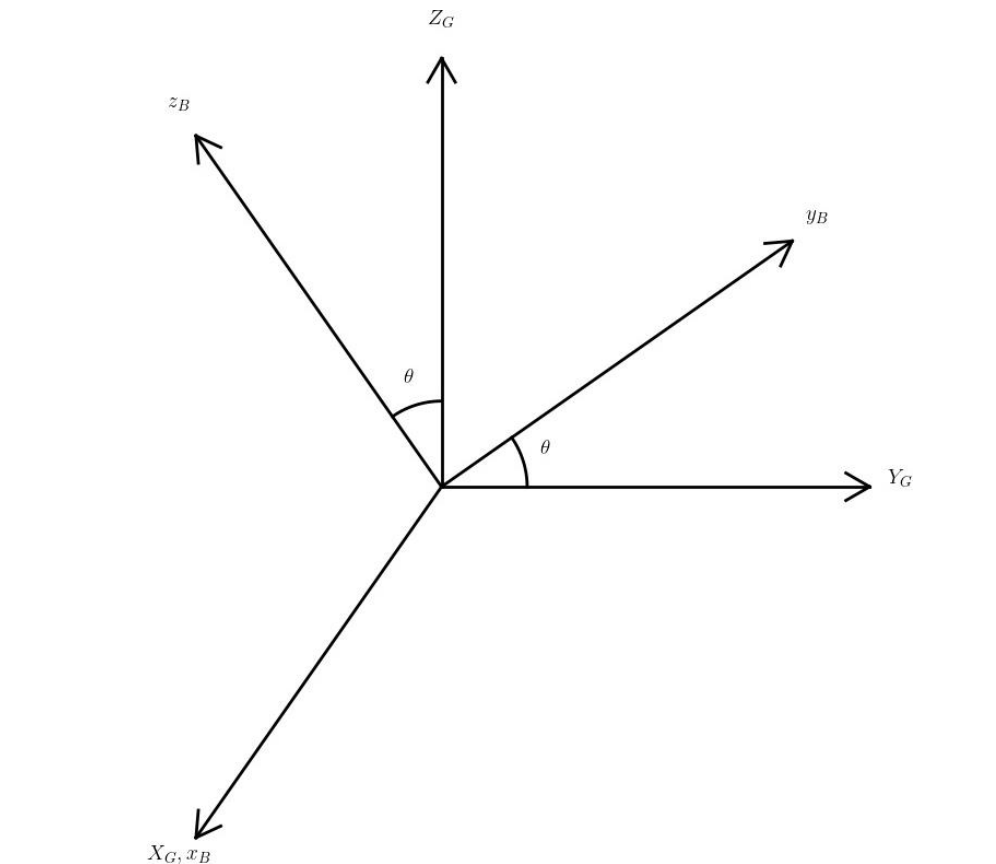 Z_G
z_B
y_B
θ
θ
Y_G
X_G, x_B